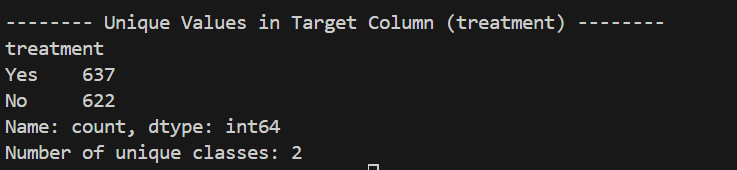 -------- Unique Values in Target Column (treatment) --------
treatment
Yes    637
No     622
Name: count, dtype: int64
Number of unique classes: 2